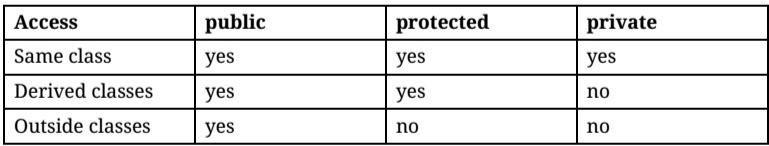 Access public protected private
Same class yes yes yes
Derived classes yes yes no
Outside classes yes no no